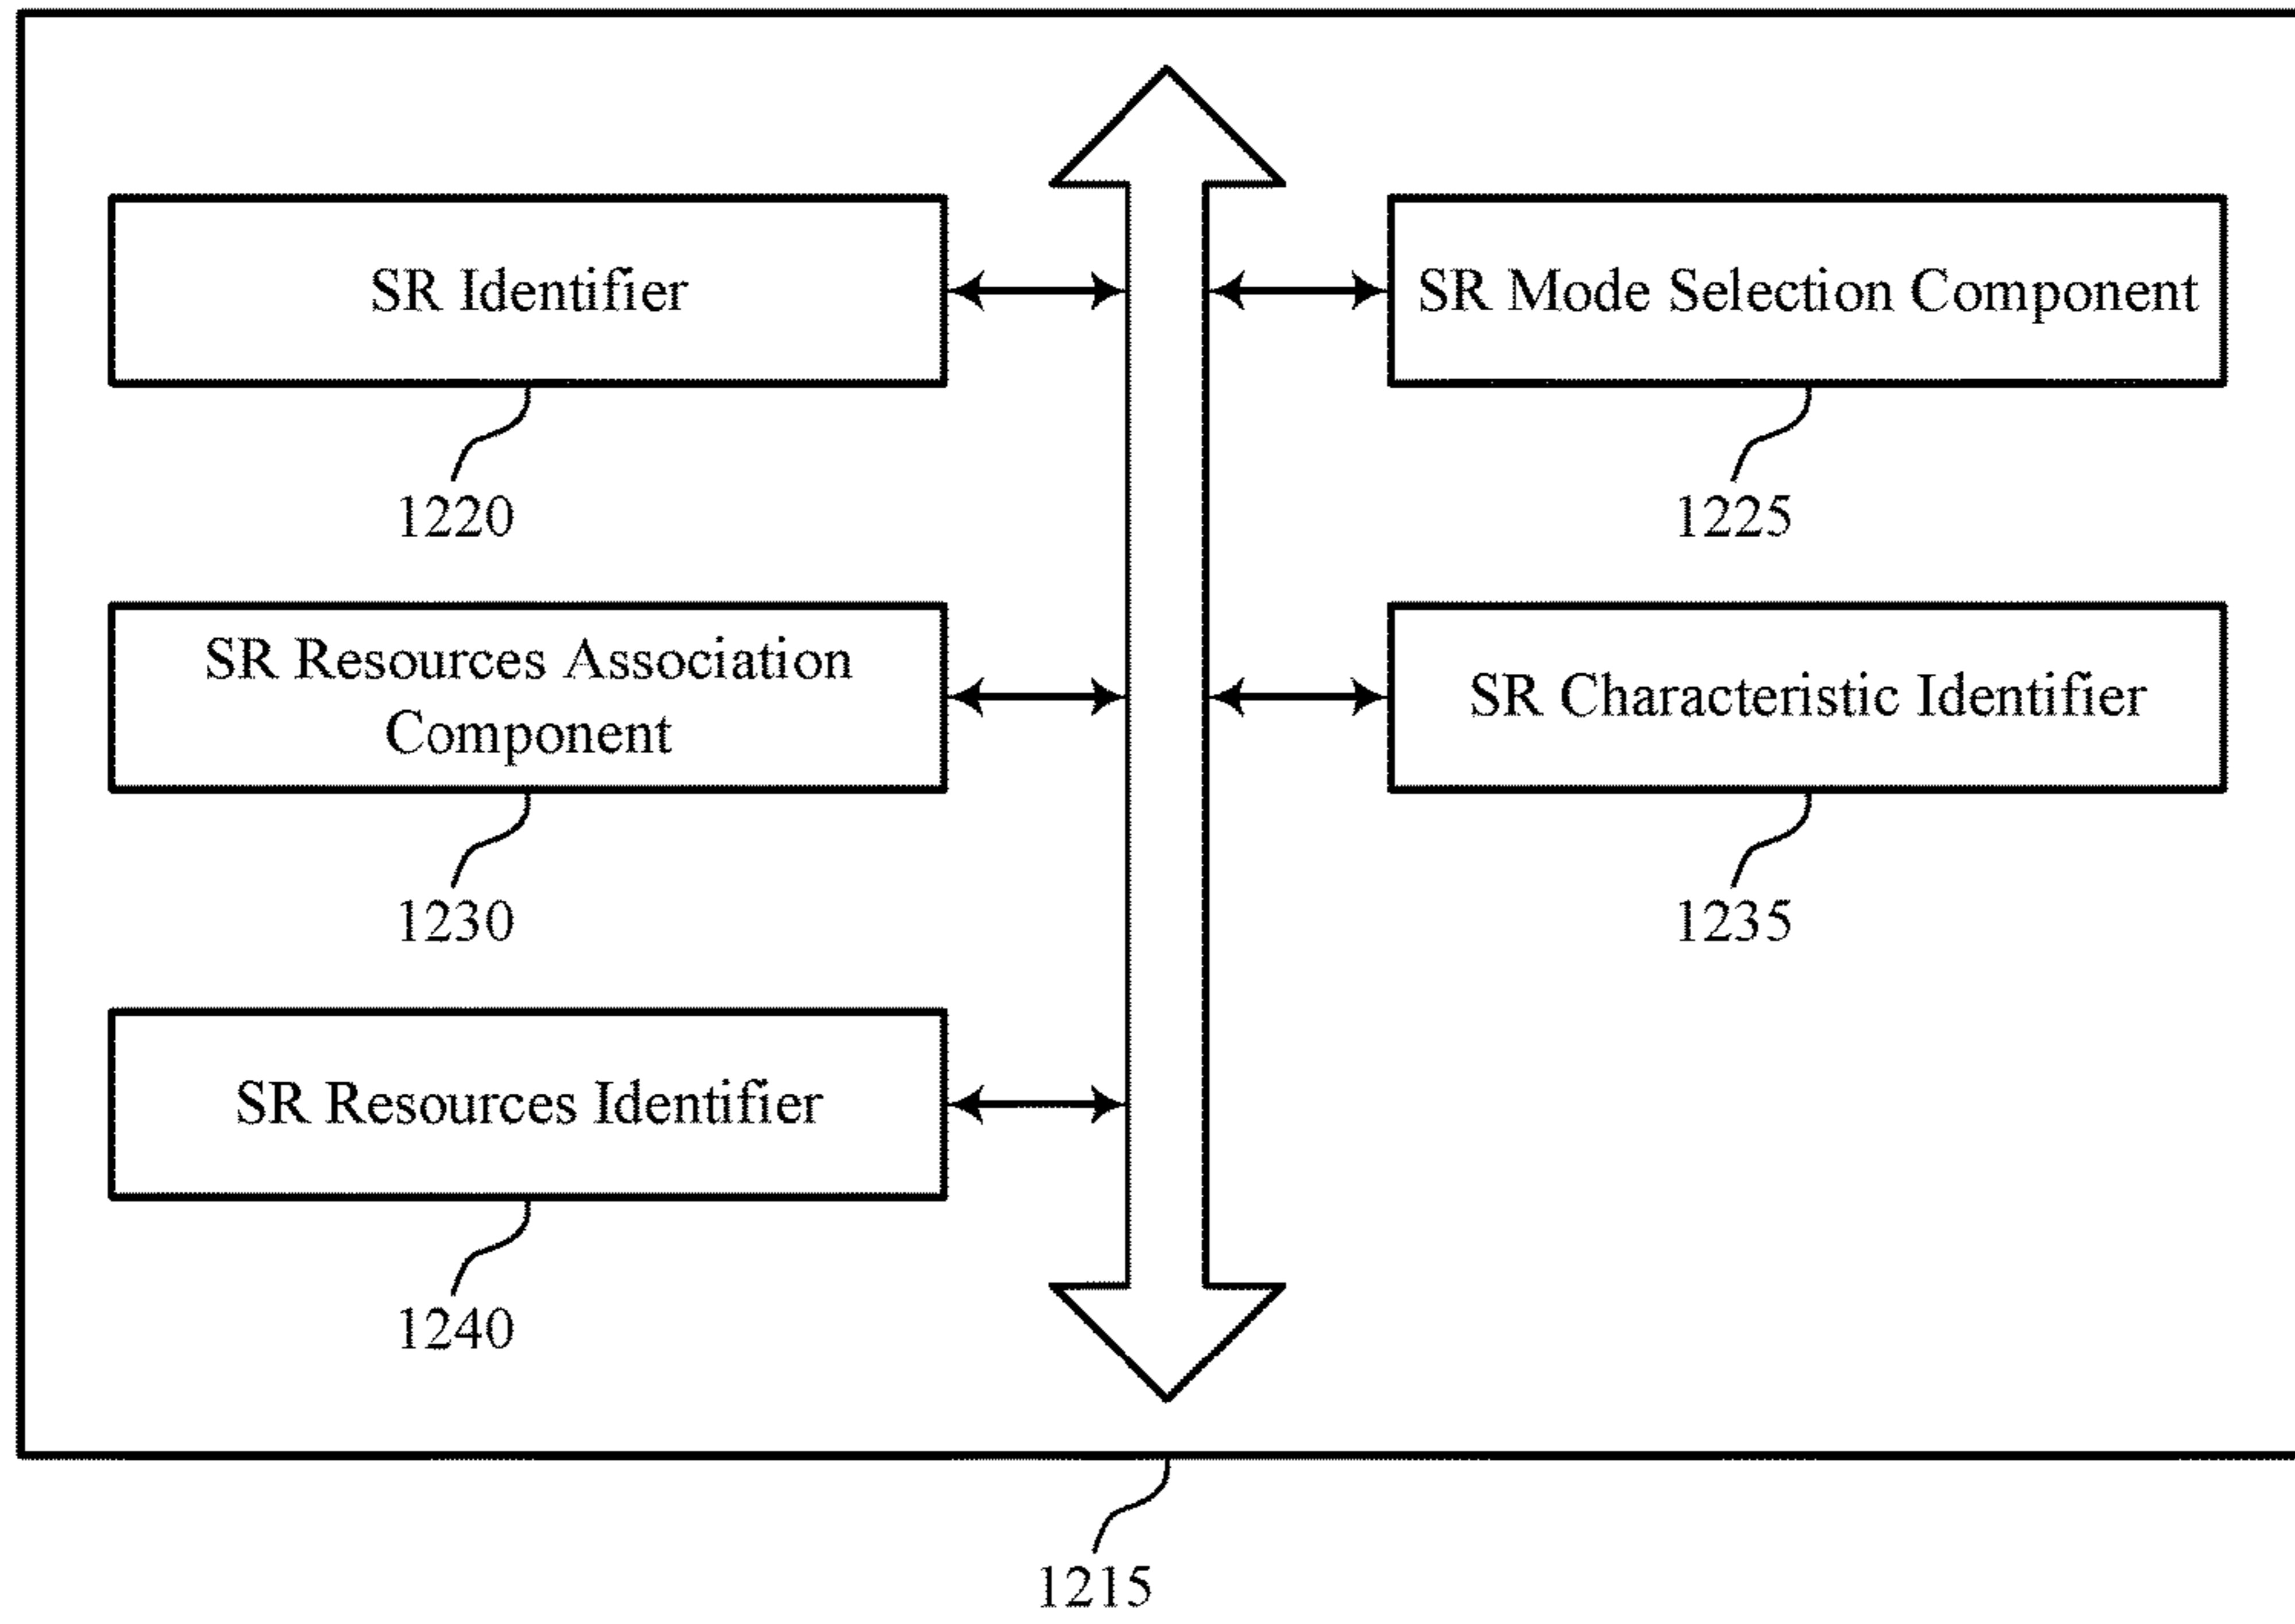 SR Identifier
SR Mode Selection Component
1220
1225
SR Resources Association
Component
SR Characteristic Identifier
1230
1235
SR Resources Identifier
1240
1215